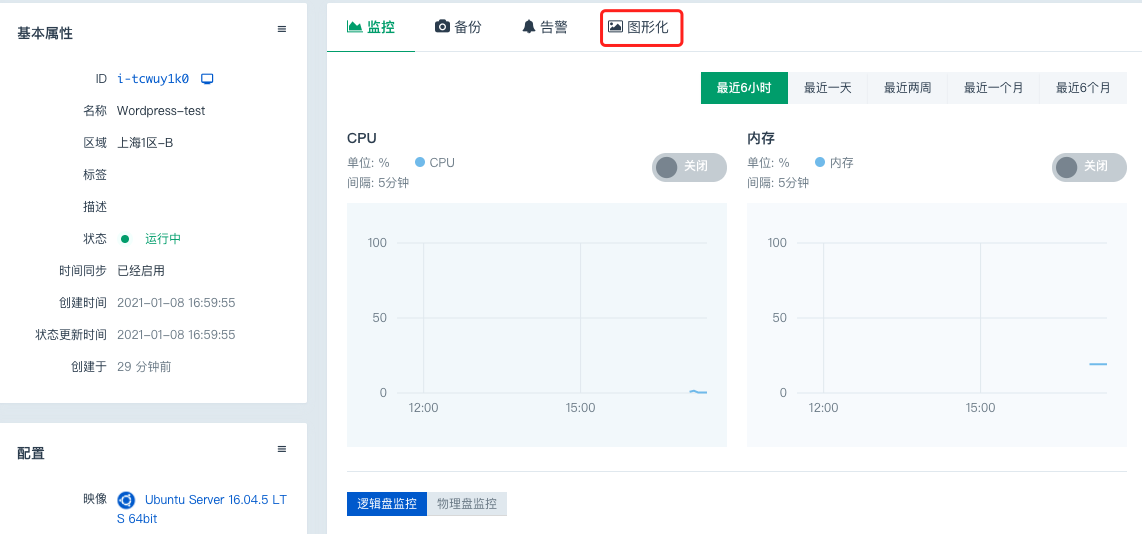 基本属性
ID i-tcwuy1k0
名称 Wordpress-test
区域 上海1区-B
标签
描述
状态 运行中
时间同步 已经启用
创建时间 2021-01-08 16:59:55
状态更新时间 2021-01-08 16:59:55
创建于 29 分钟前
配置
映像 Ubuntu Server 16.04.5 LT
S 64bit
监控 备份 告警 图形化
最近6小时 最近一天 最近两周 最近一个月 最近6个月
CPU
单位: % CPU
间隔: 5分钟
关闭
100
50
0
12:00 15:00
内存
单位: % 内存
间隔: 5分钟
关闭
100
50
0
12:00 15:00
逻辑盘监控 物理盘监控